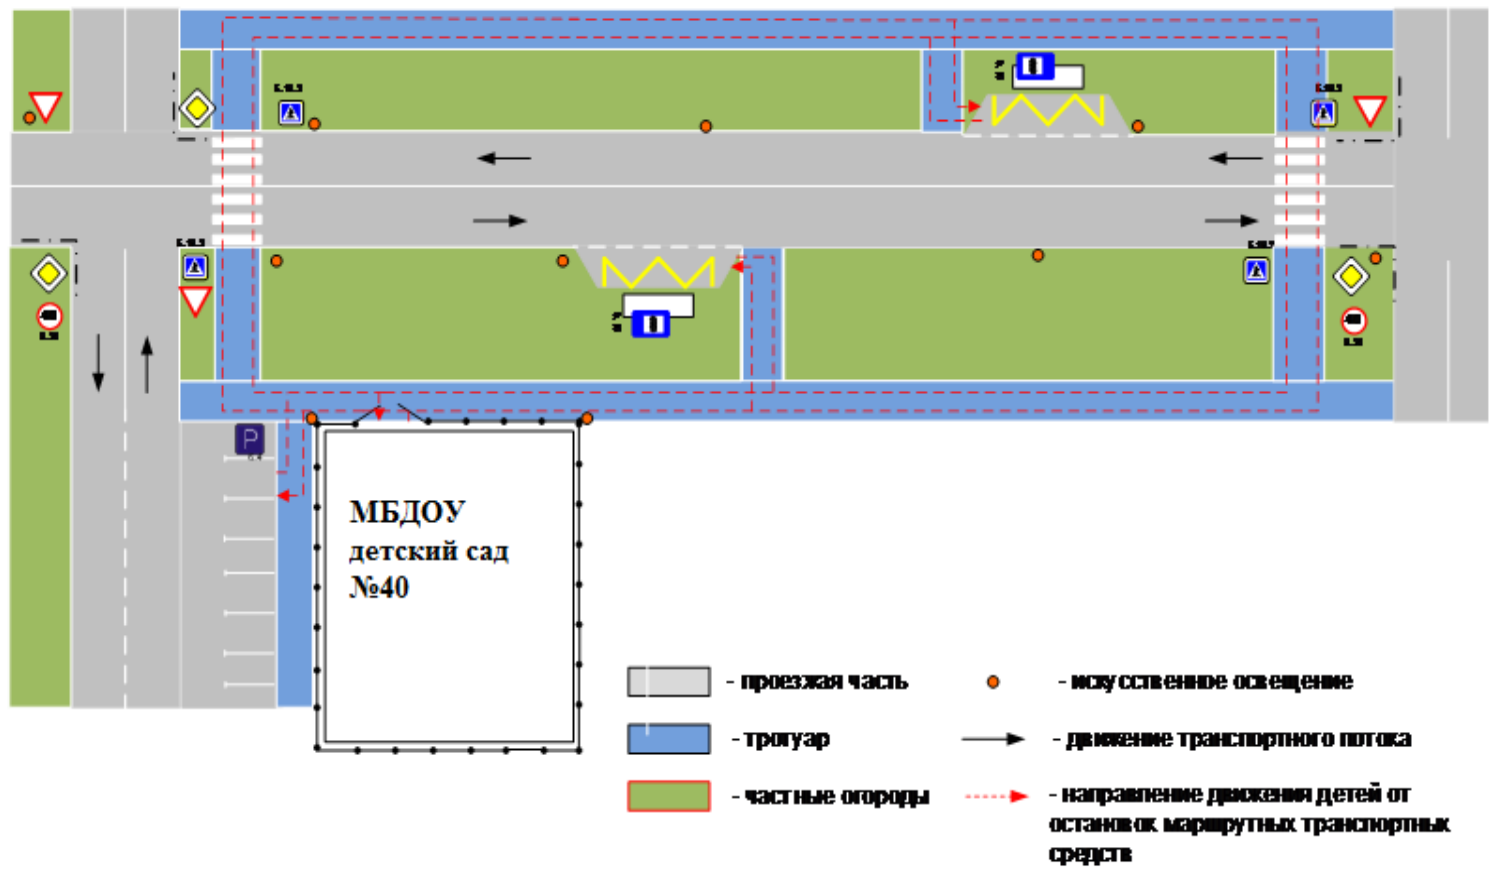 P
МБДОУ
детский сад
№40
- проезжая часть
- искусственное освещение
- тротуар
- движение транспортного потока
- частные огороды
- направление движения детей от
остановок маршрутных транспортных
средств